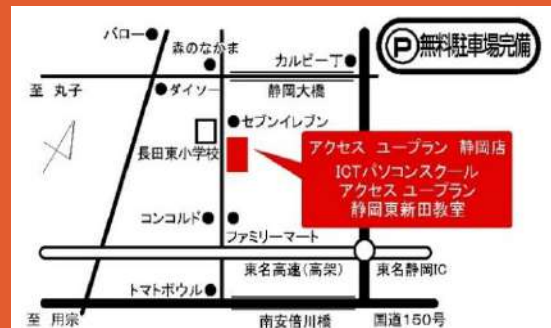 バロー
森のなかま
カルビー丁
P無料駐車場完備
至 丸子
ダイソー
静岡大橋
セブンイレブン
長田東小学校
アクセス ユープラン 静岡店
ICTパソコンスクール
アクセス ユープラン
静岡東新田教室
コンコルド
ファミリーマート
東名高速(高架)
東名静岡IC
トマトボウル
至 用宗
南安倍川橋
国道150号